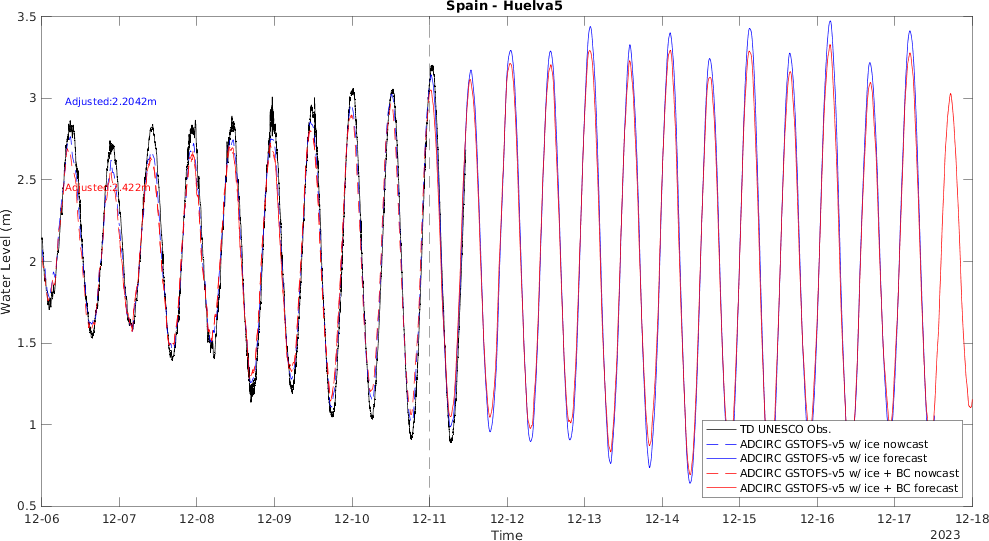 Spain - Huelva5
3.5
3
2.5
2
1.5
1
0.5
Water Level (m)
Adjusted:2.2042m
Adjusted:2.422m
TD UNESCO Obs.
ADCIRC GSTOFS-v5 w/ ice nowcast
ADCIRC GSTOFS-v5 w/ ice forecast
ADCIRC GSTOFS-v5 w/ ice + BC nowcast
ADCIRC GSTOFS-v5 w/ ice + BC forecast
12-06 12-07 12-08 12-09 12-10 12-11 12-12 12-13 12-14 12-15 12-16 12-17 12-18
Time
2023